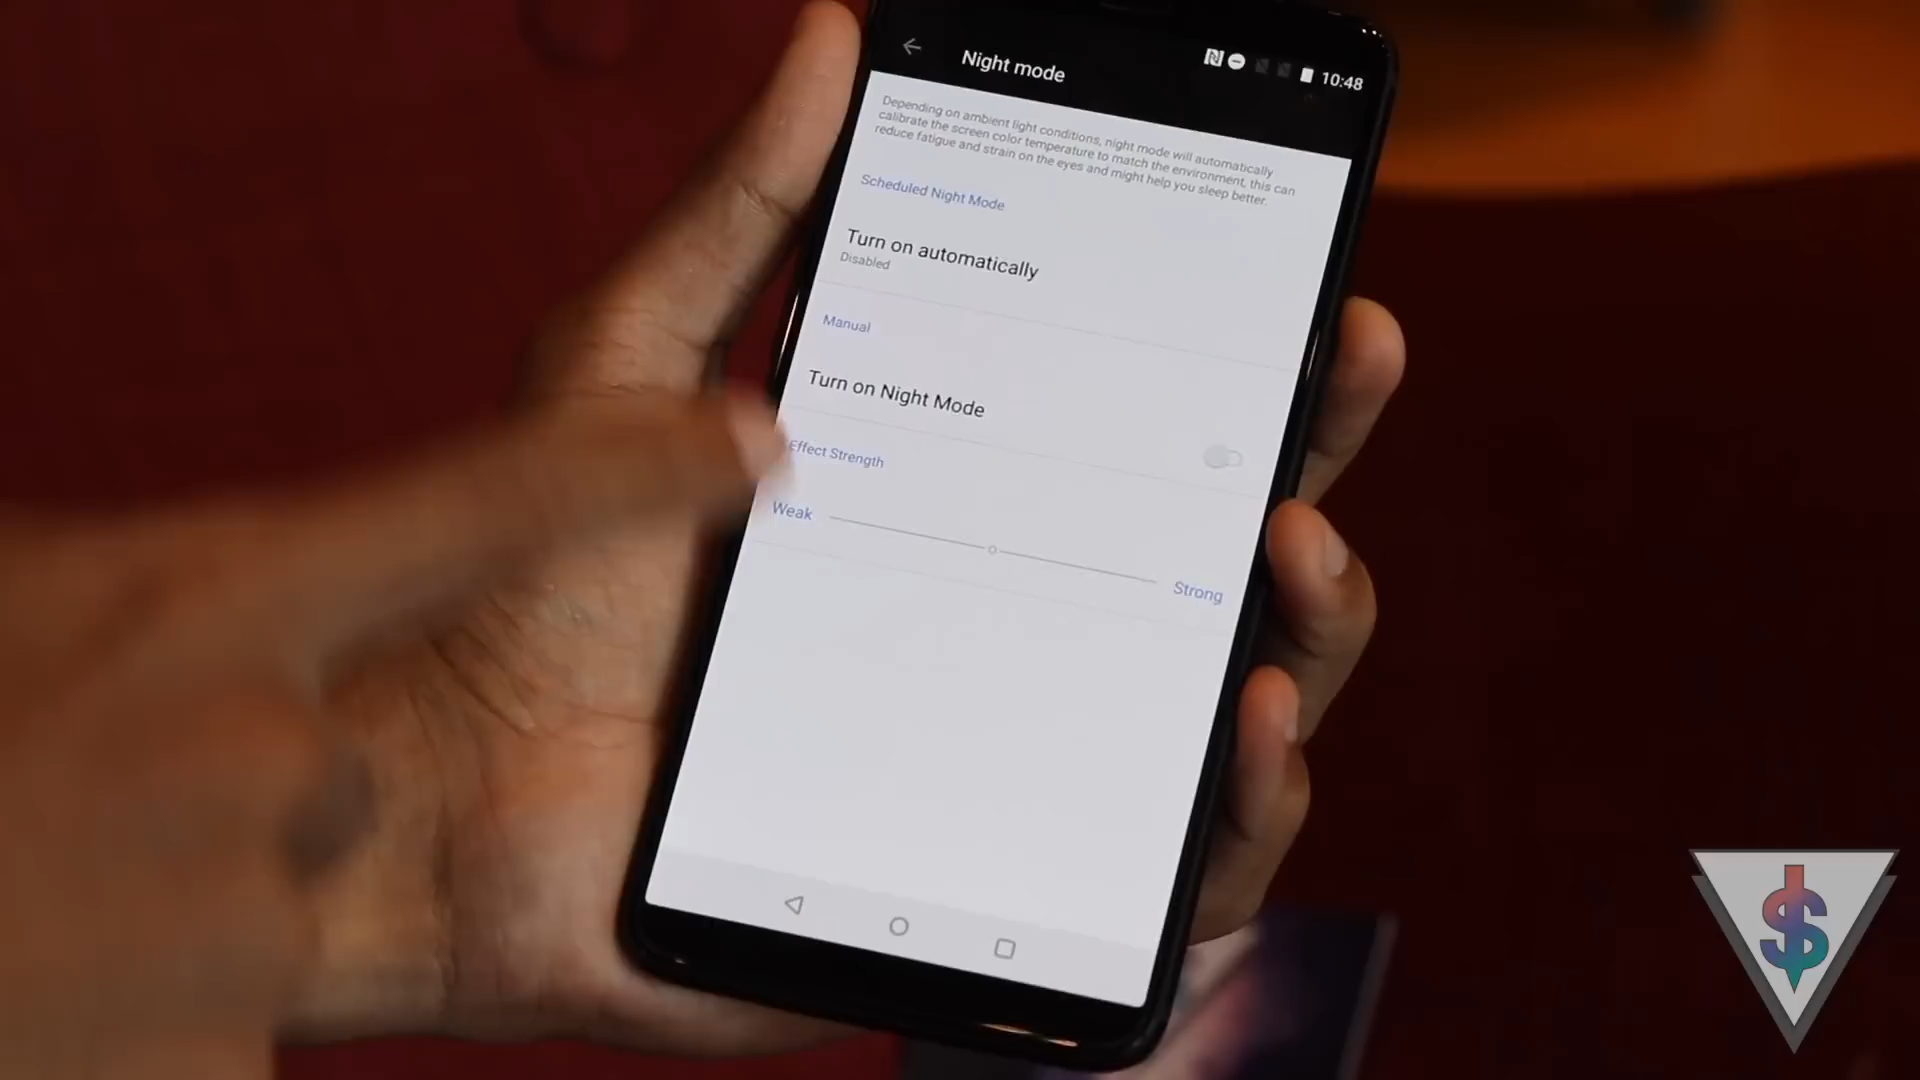 Night mode
10:48
Depending on ambient light conditions, night mode will automatically
calibrate the screen color temperature to match the environment, this can
reduce fatigue and strain on the eyes and might help you sleep better.
Scheduled Night Mode
Turn on automatically
Disabled
Manual
Turn on Night Mode
Effect Strength
Weak
Strong
$